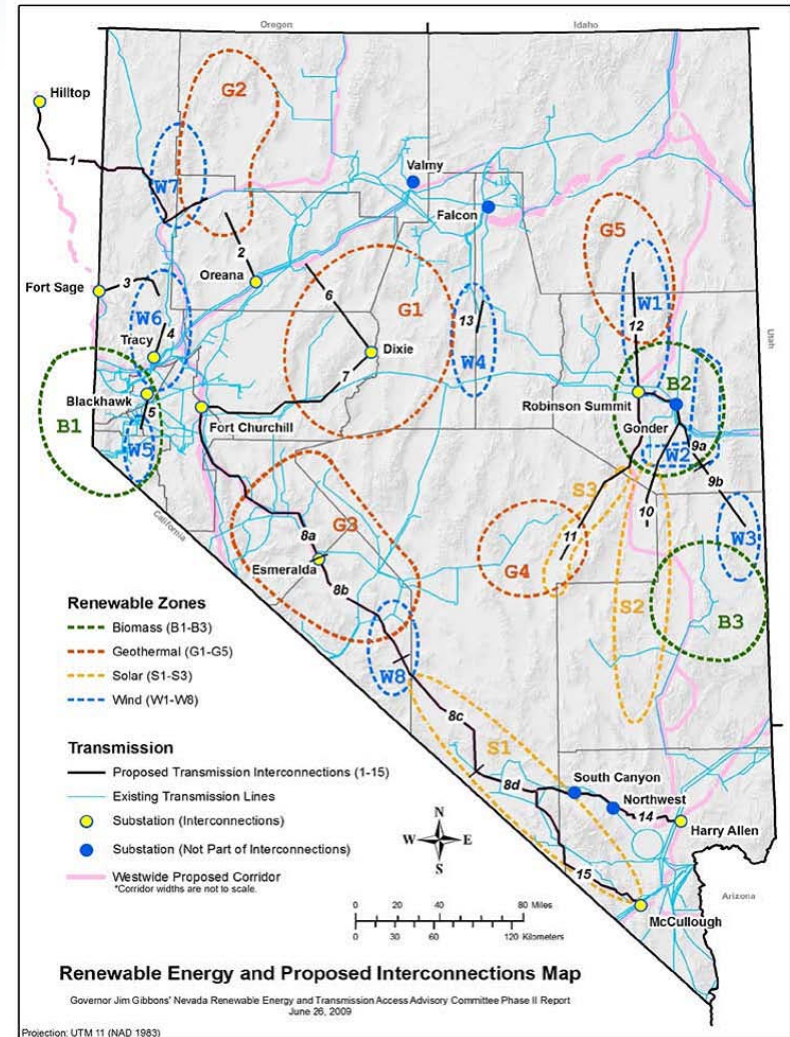 Oregon
Idaho
Hilltop
G2
1
W7
Valmy
Falcon
G5
2
Oreana
Fort Sage
3
6
G1
W1
W6
4
13
12
Utah
Tracy
Dixie
W4
7
B2
Blackhawk
Robinson Summit
5
Fort Churchill
B1
W5
Gonder
W2
9a
9b
California
S3
10
G3
8a
11
W3
Esmeralda
G4
8b
S2
B3
Renewable Zones
Biomass (B1-B3)
Geothermal (G1-G5)
Solar (S1-S3)
Wind (W1-W8)
W8
8c
S1
Transmission
Proposed Transmission Interconnections (1-15)
Existing Transmission Lines
Substation (Interconnections)
Substation (Not Part of Interconnections)
Westwide Proposed Corridor
*Corridor widths are not to scale.
8d
South Canyon
Northwest
14
Harry Allen
N
W E
S
15
Arizona
McCullough
0 20 40 80 Miles
0 30 60 120 Kilometers
Renewable Energy and Proposed Interconnections Map
Governor Jim Gibbons' Nevada Renewable Energy and Transmission Access Advisory Committee Phase II Report
June 26, 2009
Projection: UTM 11 (NAD 1983)